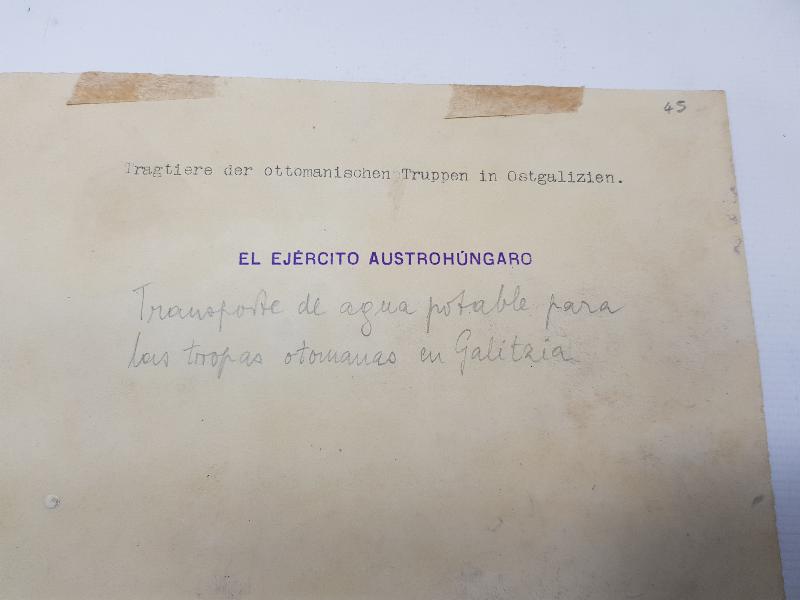 45
Tragtiere der ottomanischen Truppen in Ostgalizien.
EL EJÉRCITO AUSTROHÚNGARO
Transporte de agua potable para
las tropas otomanas en Galitzia